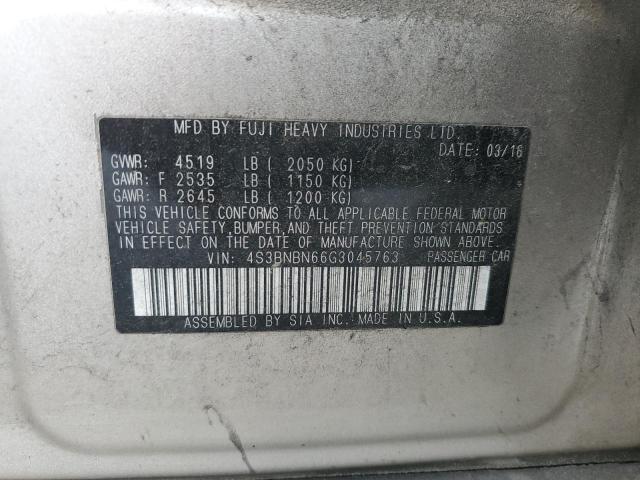 MFD BY FUJI HEAVY INDUSTRIES LTD.
DATE: 03/16
GVWR: 4519 LB ( 2050 KG)
GAWR: F 2535 LB ( 1150 KG)
GAWR: R 2645 LB ( 1200 KG)
THIS VEHICLE CONFORMS TO ALL APPLICABLE FEDERAL MOTOR
VEHICLE SAFETY, BUMPER, AND THEFT PREVENTION STANDARDS
IN EFFECT ON THE DATE OF MANUFACTURE SHOWN ABOVE.
VIN: 4S3BNBN66G3045763 PASSENGER CAR
ASSEMBLED BY SIA INC. MADE IN U.S.A.